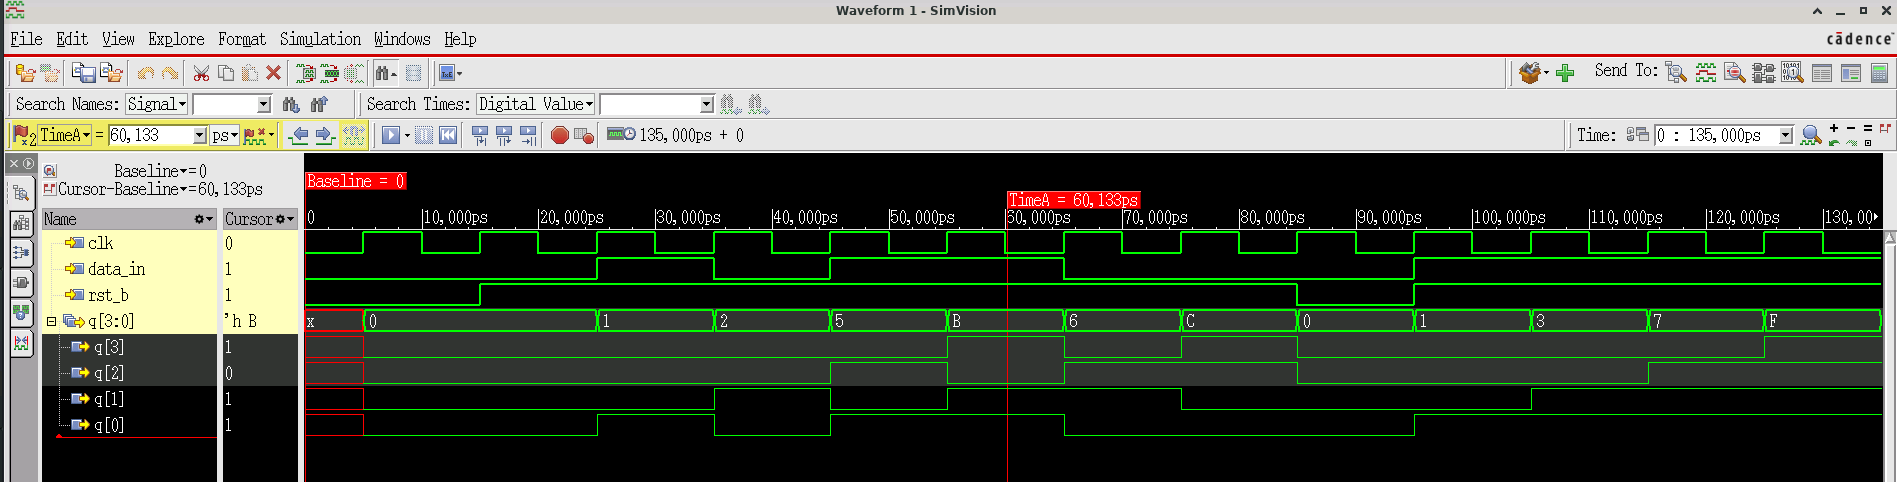 Waveform 1 - SimVision
File Edit View Explore Format Simulation Windows Help
cādence
Send To:
Search Names: Signal Search Times: Digital Value
TimeA = 60,133 ps 135,000ps + 0 Time: 0 : 135,000ps
Baseline=0
Cursor-Baseline=60,133ps
Baseline = 0
TimeA = 60,133ps
Name Cursor 0 10,000ps 20,000ps 30,000ps 40,000ps 50,000ps 60,000ps 70,000ps 80,000ps 90,000ps 100,000ps 110,000ps 120,000ps 130,00
clk 0
data_in 1
rst_b 1
q[3:0] 'h B x 0 1 2 5 B 6 C 0 1 3 7 F
q[3] 1
q[2] 0
q[1] 1
q[0] 1